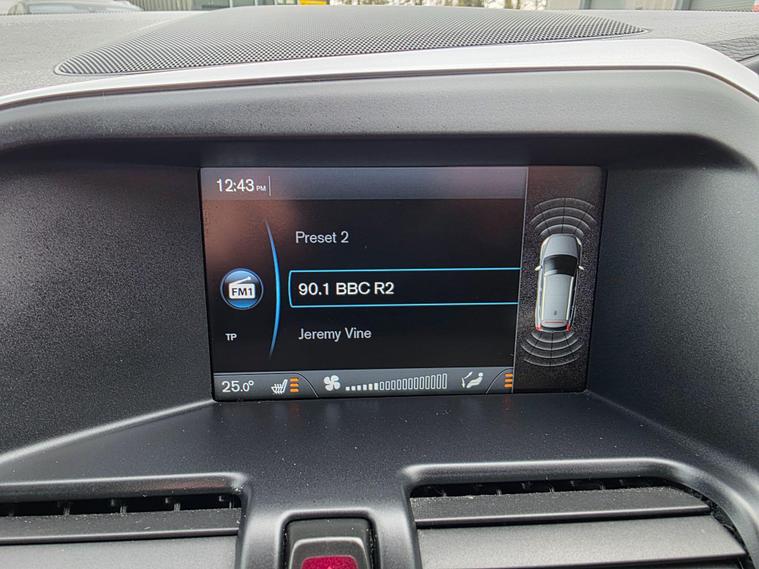 12:43 PM
Preset 2
FM1
90.1 BBC R2
TP
Jeremy Vine
25.0°